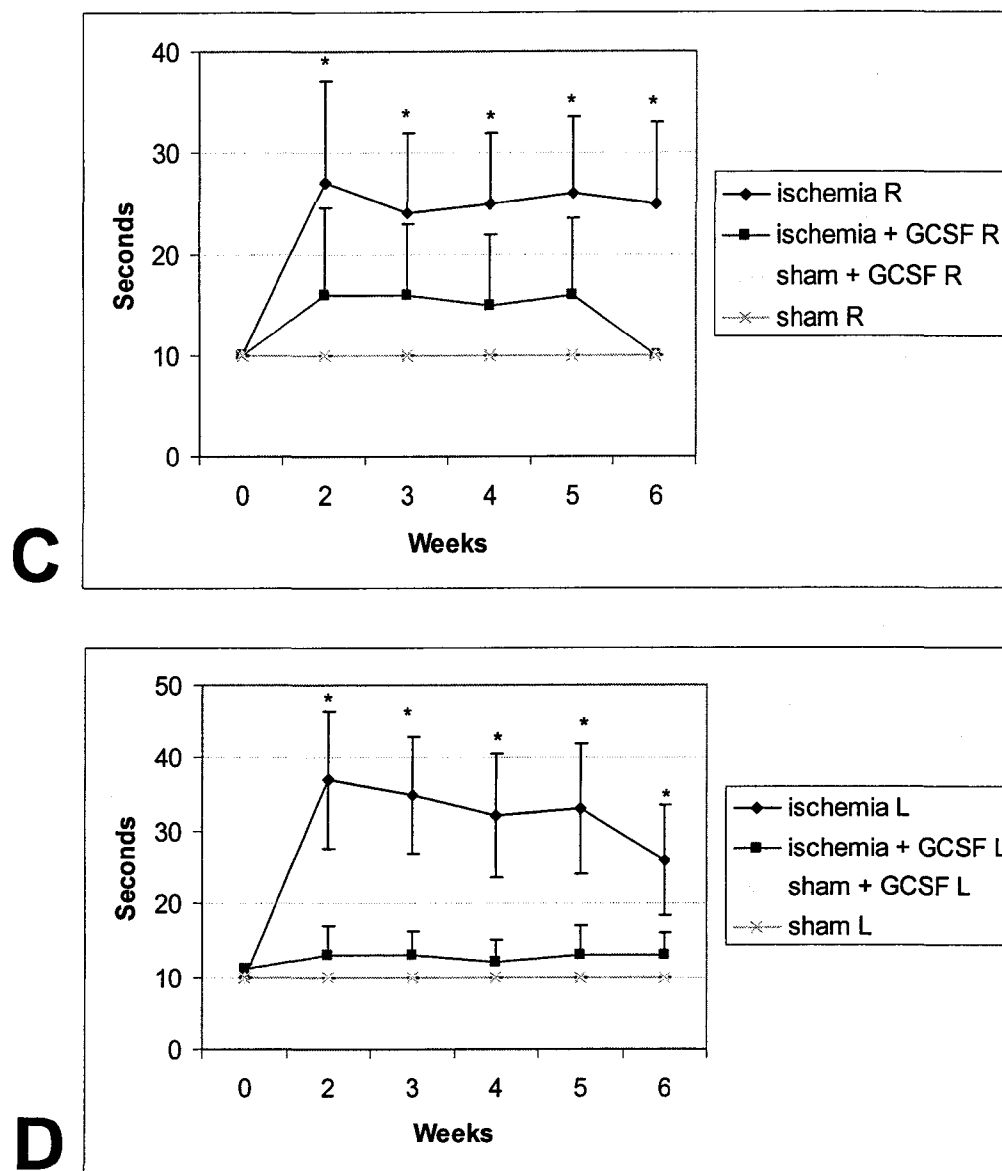 40
30
20
10
0
Seconds
*
*
*
*
*
0 2 3 4 5 6
Weeks
ischemia R
ischemia + GCSF R
sham + GCSF R
sham R
C
50
40
30
20
10
0
Seconds
*
*
*
*
*
0 2 3 4 5 6
Weeks
ischemia L
ischemia + GCSF L
sham + GCSF L
sham L
D